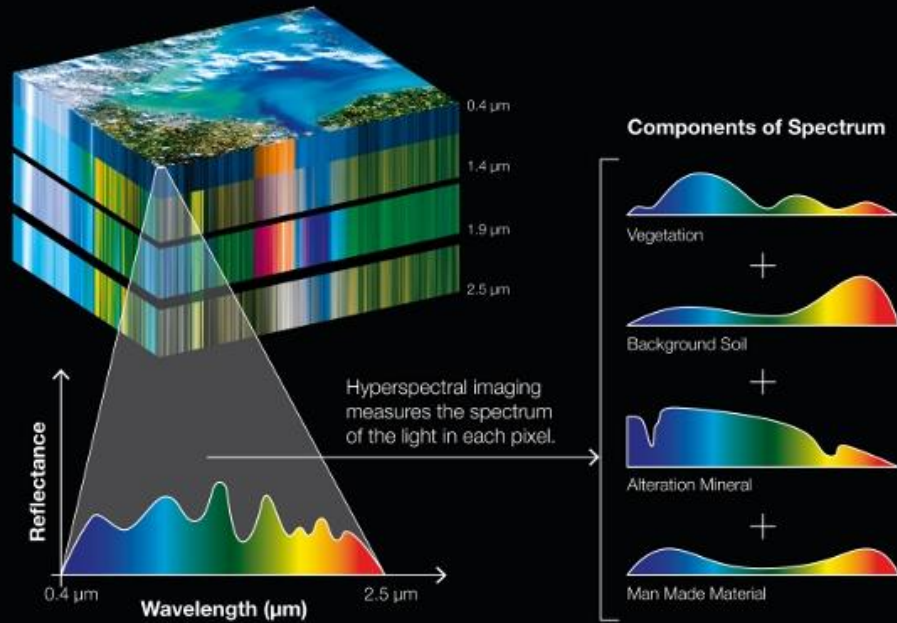 0.4 µm
1.4 µm
1.9 µm
2.5 µm
Hyperspectral imaging
measures the spectrum
of the light in each pixel.
Reflectance
0.4 µm
2.5 µm
Wavelength (µm)
Components of Spectrum
Vegetation
+
Background Soil
+
Alteration Mineral
+
Man Made Material